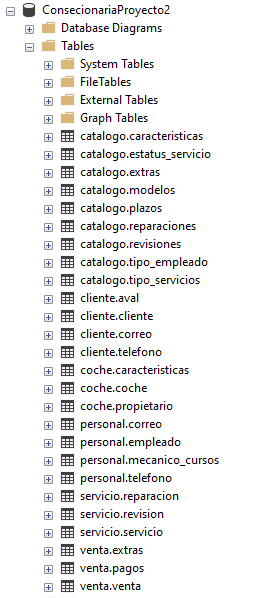 ConsecionariaProyecto2
Database Diagrams
Tables
System Tables
FileTables
External Tables
Graph Tables
catalogo.caracteristicas
catalogo.estatus_servicio
catalogo.extras
catalogo.modelos
catalogo.plazos
catalogo.reparaciones
catalogo.revisiones
catalogo.tipo_empleado
catalogo.tipo_servicios
cliente.aval
cliente.cliente
cliente.correo
cliente.telefono
coche.caracteristicas
coche.coche
coche.propietario
personal.correo
personal.empleado
personal.mecanico_cursos
personal.telefono
servicio.reparacion
servicio.revision
servicio.servicio
venta.extras
venta.pagos
venta.venta